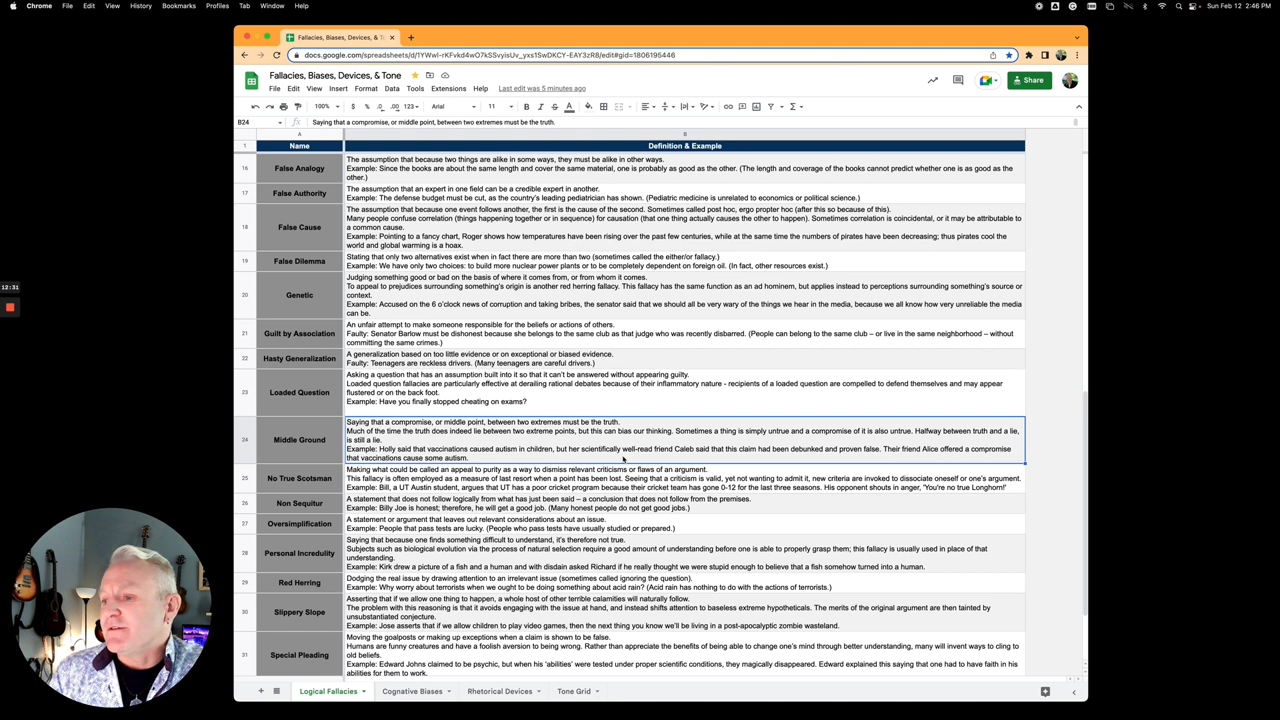 Chrome File Edit View History Bookmarks Profiles Tab Window Help Sun Feb 12 2:46 PM
Fallacies, Biases, Devices, & To
docs.google.com/spreadsheets/d/1YWwI-rKFvkd4wO7kSSvyisUv_yxs1SwDKCY-EAY3zR8/edit#gid=1806195446
Fallacies, Biases, Devices, & Tone
File Edit View Insert Format Data Tools Extensions Help Last edit was 5 minutes ago
Share
100% $ % .0 .00 123 Arial 11 B I S A
B24 fx Saying that a compromise, or middle point, between two extremes must be the truth.
A B
1 Name Definition & Example
16 False Analogy
The assumption that because two things are alike in some ways, they must be alike in other ways.
Example: Since the books are about the same length and cover the same material, one is probably as good as the other. (The length and coverage of the books cannot predict whether one is as good as the
other.)
17 False Authority
The assumption that an expert in one field can be a credible expert in another.
Example: The defense budget must be cut, as the country's leading pediatrician has shown. (Pediatric medicine is unrelated to economics or political science.)
18 False Cause
The assumption that because one event follows another, the first is the cause of the second. Sometimes called post hoc, ergo propter hoc (after this so because of this).
Many people confuse correlation (things happening together or in sequence) for causation (that one thing actually causes the other to happen). Sometimes correlation is coincidental, or it may be attributable to
a common cause.
Example: Pointing to a fancy chart, Roger shows how temperatures have been rising over the past few centuries, while at the same time the numbers of pirates have been decreasing; thus pirates cool the
world and global warming is a hoax.
19 False Dilemma
Stating that only two alternatives exist when in fact there are more than two (sometimes called the either/or fallacy.)
Example: We have only two choices: to build more nuclear power plants or to be completely dependent on foreign oil. (In fact, other resources exist.)
20 Genetic
Judging something good or bad on the basis of where it comes from, or from whom it comes.
To appeal to prejudices surrounding something's origin is another red herring fallacy. This fallacy has the same function as an ad hominem, but applies instead to perceptions surrounding something's source or
context.
Example: Accused on the 6 o'clock news of corruption and taking bribes, the senator said that we should all be very wary of the things we hear in the media, because we all know how very unreliable the media
can be.
21 Guilt by Association
An unfair attempt to make someone responsible for the beliefs or actions of others.
Faulty: Senator Barlow must be dishonest because she belongs to the same club as that judge who was recently disbarred. (People can belong to the same club – or live in the same neighborhood – without
committing the same crimes.)
22 Hasty Generalization
A generalization based on too little evidence or on exceptional or biased evidence.
Faulty: Teenagers are reckless drivers. (Many teenagers are careful drivers.)
23 Loaded Question
Asking a question that has an assumption built into it so that it can't be answered without appearing guilty.
Loaded question fallacies are particularly effective at derailing rational debates because of their inflammatory nature - recipients of a loaded question are compelled to defend themselves and may appear
flustered or on the back foot.
Example: Have you finally stopped cheating on exams?
24 Middle Ground
Saying that a compromise, or middle point, between two extremes must be the truth.
Much of the time the truth does indeed lie between two extreme points, but this can bias our thinking. Sometimes a thing is simply untrue and a compromise of it is also untrue. Halfway between truth and a lie,
is still a lie.
Example: Holly said that vaccinations caused autism in children, but her scientifically well-read friend Caleb said that this claim had been debunked and proven false. Their friend Alice offered a compromise
that vaccinations cause some autism.
25 No True Scotsman
Making what could be called an appeal to purity as a way to dismiss relevant criticisms or flaws of an argument.
This fallacy is often employed as a measure of last resort when a point has been lost. Seeing that a criticism is valid, yet not wanting to admit it, new criteria are invoked to dissociate oneself or one's argument.
Example: Bill, a UT Austin student, argues that UT has a poor cricket program because their cricket team has gone 0-12 for the last three seasons. His opponent shouts in anger, 'You're no true Longhorn!'
26 Non Sequitur
A statement that does not follow logically from what has just been said – a conclusion that does not follow from the premises.
Example: Billy Joe is honest; therefore, he will get a good job. (Many honest people do not get good jobs.)
27 Oversimplification
A statement or argument that leaves out relevant considerations about an issue.
Example: People that pass tests are lucky. (People who pass tests have usually studied or prepared.)
28 Personal Incredulity
Saying that because one finds something difficult to understand, it's therefore not true.
Subjects such as biological evolution via the process of natural selection require a good amount of understanding before one is able to properly grasp them; this fallacy is usually used in place of that
understanding.
Example: Kirk drew a picture of a fish and a human and with disdain asked Richard if he really thought we were stupid enough to believe that a fish somehow turned into a human.
29 Red Herring
Dodging the real issue by drawing attention to an irrelevant issue (sometimes called ignoring the question).
Example: Why worry about terrorists when we ought to be doing something about acid rain? (Acid rain has nothing to do with the actions of terrorists.)
30 Slippery Slope
Asserting that if we allow one thing to happen, a whole host of other terrible calamities will naturally follow.
The problem with this reasoning is that it avoids engaging with the issue at hand, and instead shifts attention to baseless extreme hypotheticals. The merits of the original argument are then tainted by
unsubstantiated conjecture.
Example: Jose asserts that if we allow children to play video games, then the next thing you know we'll be living in a post-apocalyptic zombie wasteland.
31 Special Pleading
Moving the goalposts or making up exceptions when a claim is shown to be false.
Humans are funny creatures and have a foolish aversion to being wrong. Rather than appreciate the benefits of being able to change one's mind through better understanding, many will invent ways to cling to
old beliefs.
Example: Edward Johns claimed to be psychic, but when his 'abilities' were tested under proper scientific conditions, they magically disappeared. Edward explained this saying that one had to have faith in his
abilities for them to work.
12:31
Logical Fallacies Cognitive Biases Rhetorical Devices Tone Grid